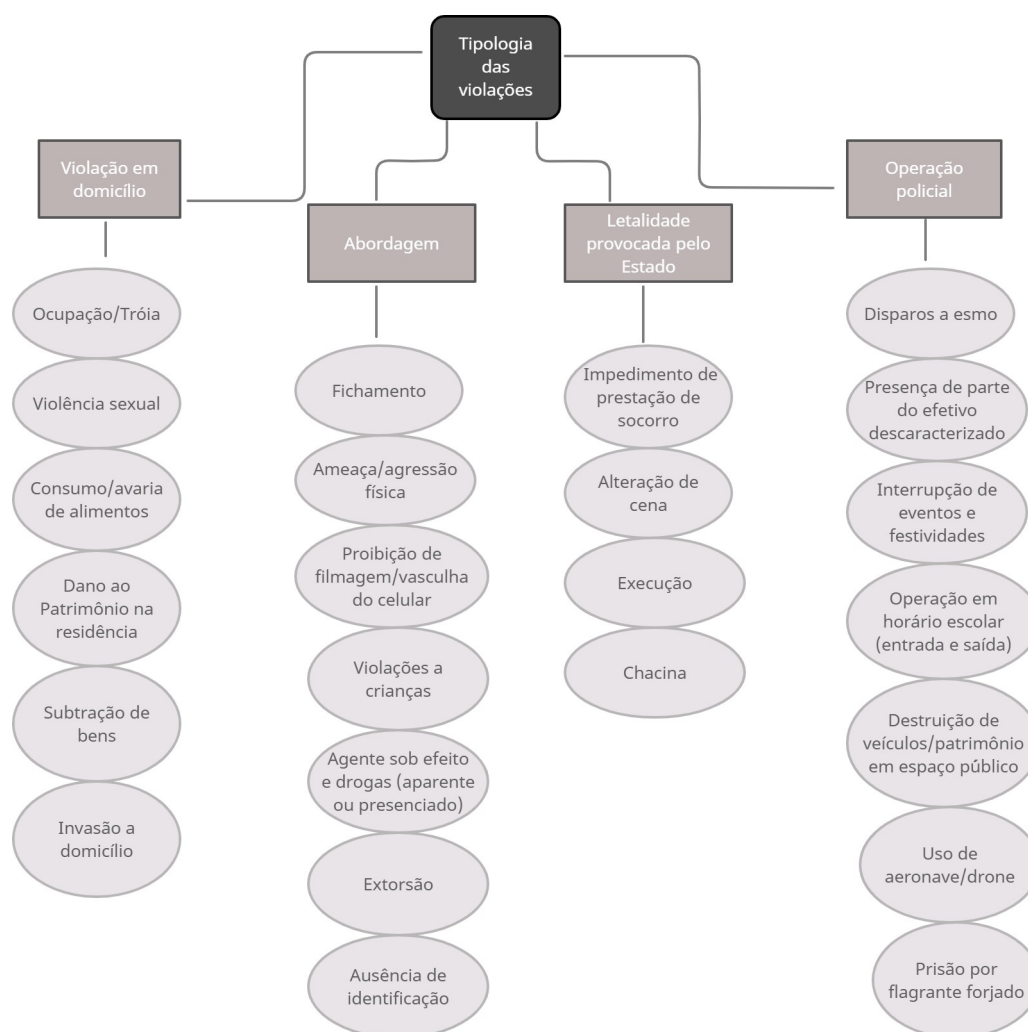 Tipologia
das
violações
Violação em
domicílio
Ocupação/Tróia
Violência sexual
Consumo/avaria
de alimentos
Dano ao
Patrimônio na
residência
Subtração de
bens
Invasão a
domicílio
Abordagem
Fichamento
Ameaça/agressão
física
Proibição de
filmagem/vasculha
do celular
Violações a
crianças
Agente sob efeito
e drogas (aparente
ou presenciado)
Extorsão
Ausência de
identificação
Letalidade
provocada pelo
Estado
Impedimento de
prestação de
socorro
Alteração de
cena
Execução
Chacina
Operação
policial
Disparos a esmo
Presença de parte
do efetivo
descaracterizado
Interrupção de
eventos e
festividades
Operação em
horário escolar
(entrada e saída)
Destruição de
veículos/patrimônio
em espaço público
Uso de
aeronave/drone
Prisão por
flagrante forjado